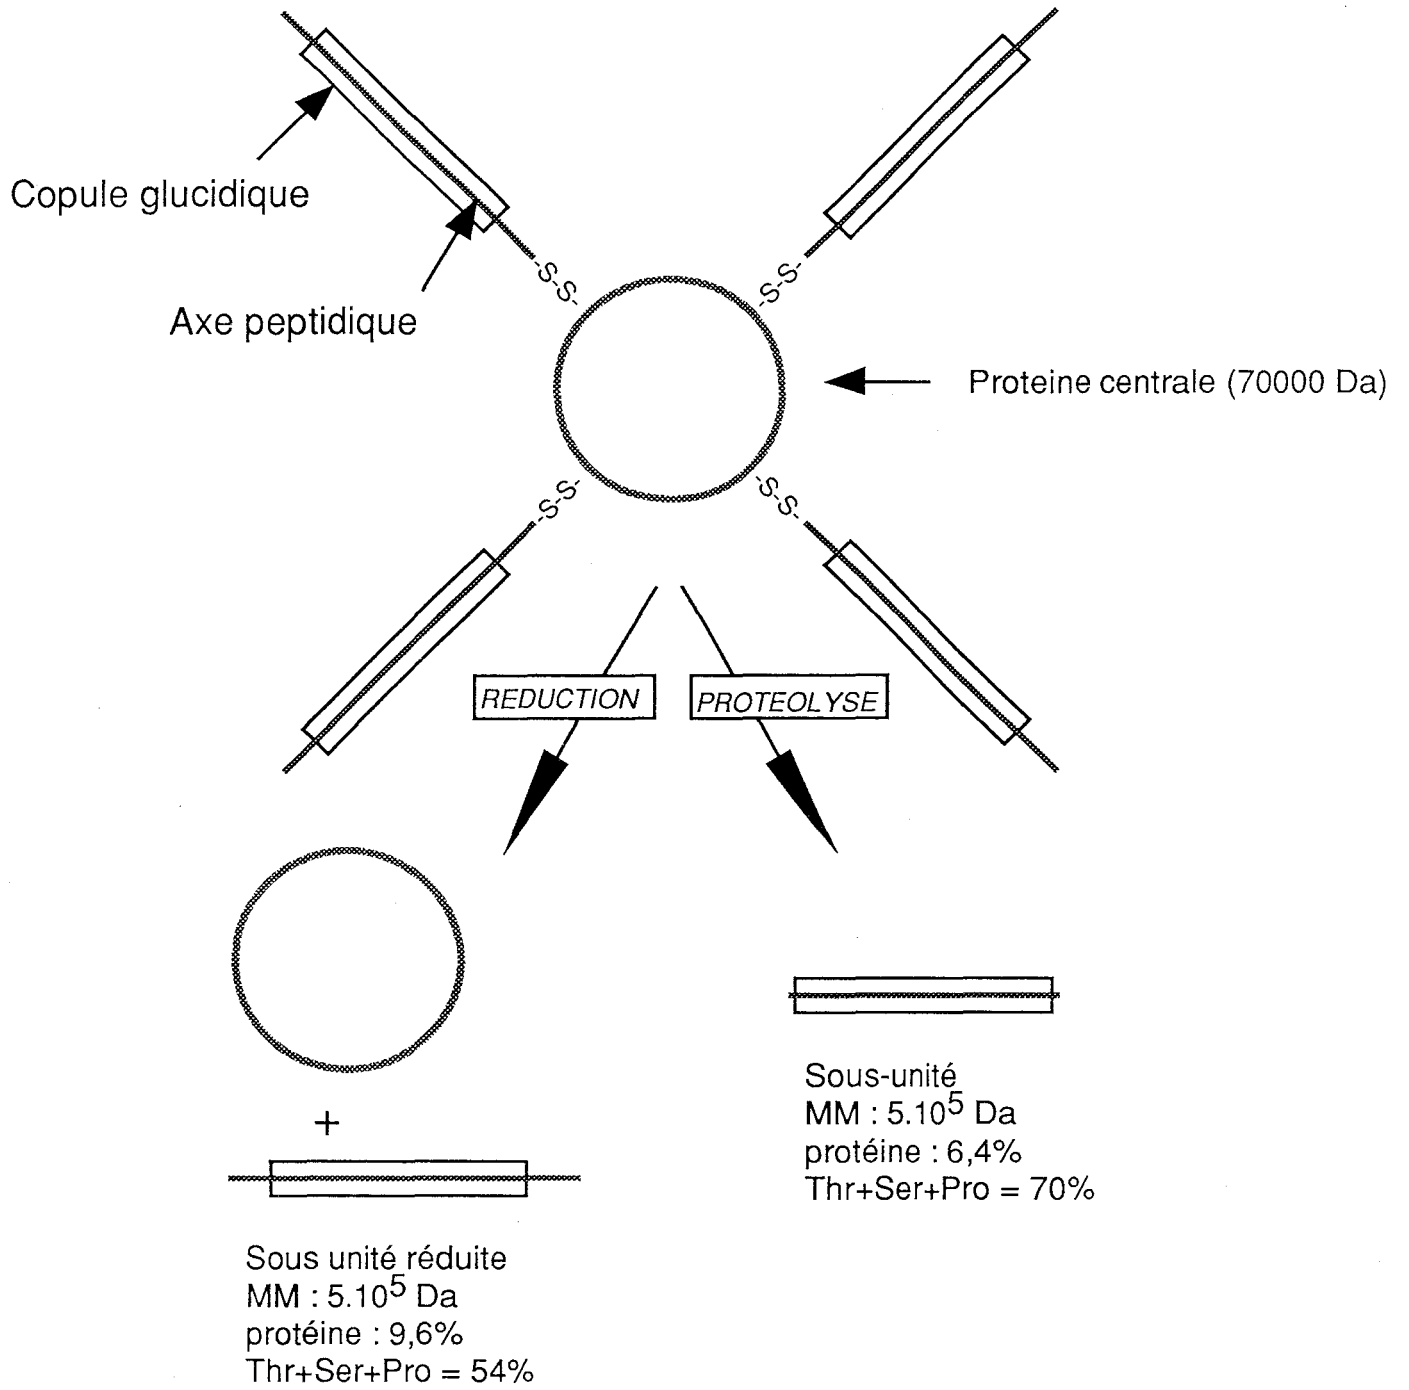 Copule glucidique
Axe peptidique
-S-S-
-S-S-
Proteine centrale (70000 Da)
-S-S-
-S-S-
REDUCTION
PROTEOLYSE
+
Sous unité réduite
MM : 5.10⁵ Da
protéine : 9,6%
Thr+Ser+Pro = 54%
Sous-unité
MM : 5.10⁵ Da
protéine : 6,4%
Thr+Ser+Pro = 70%